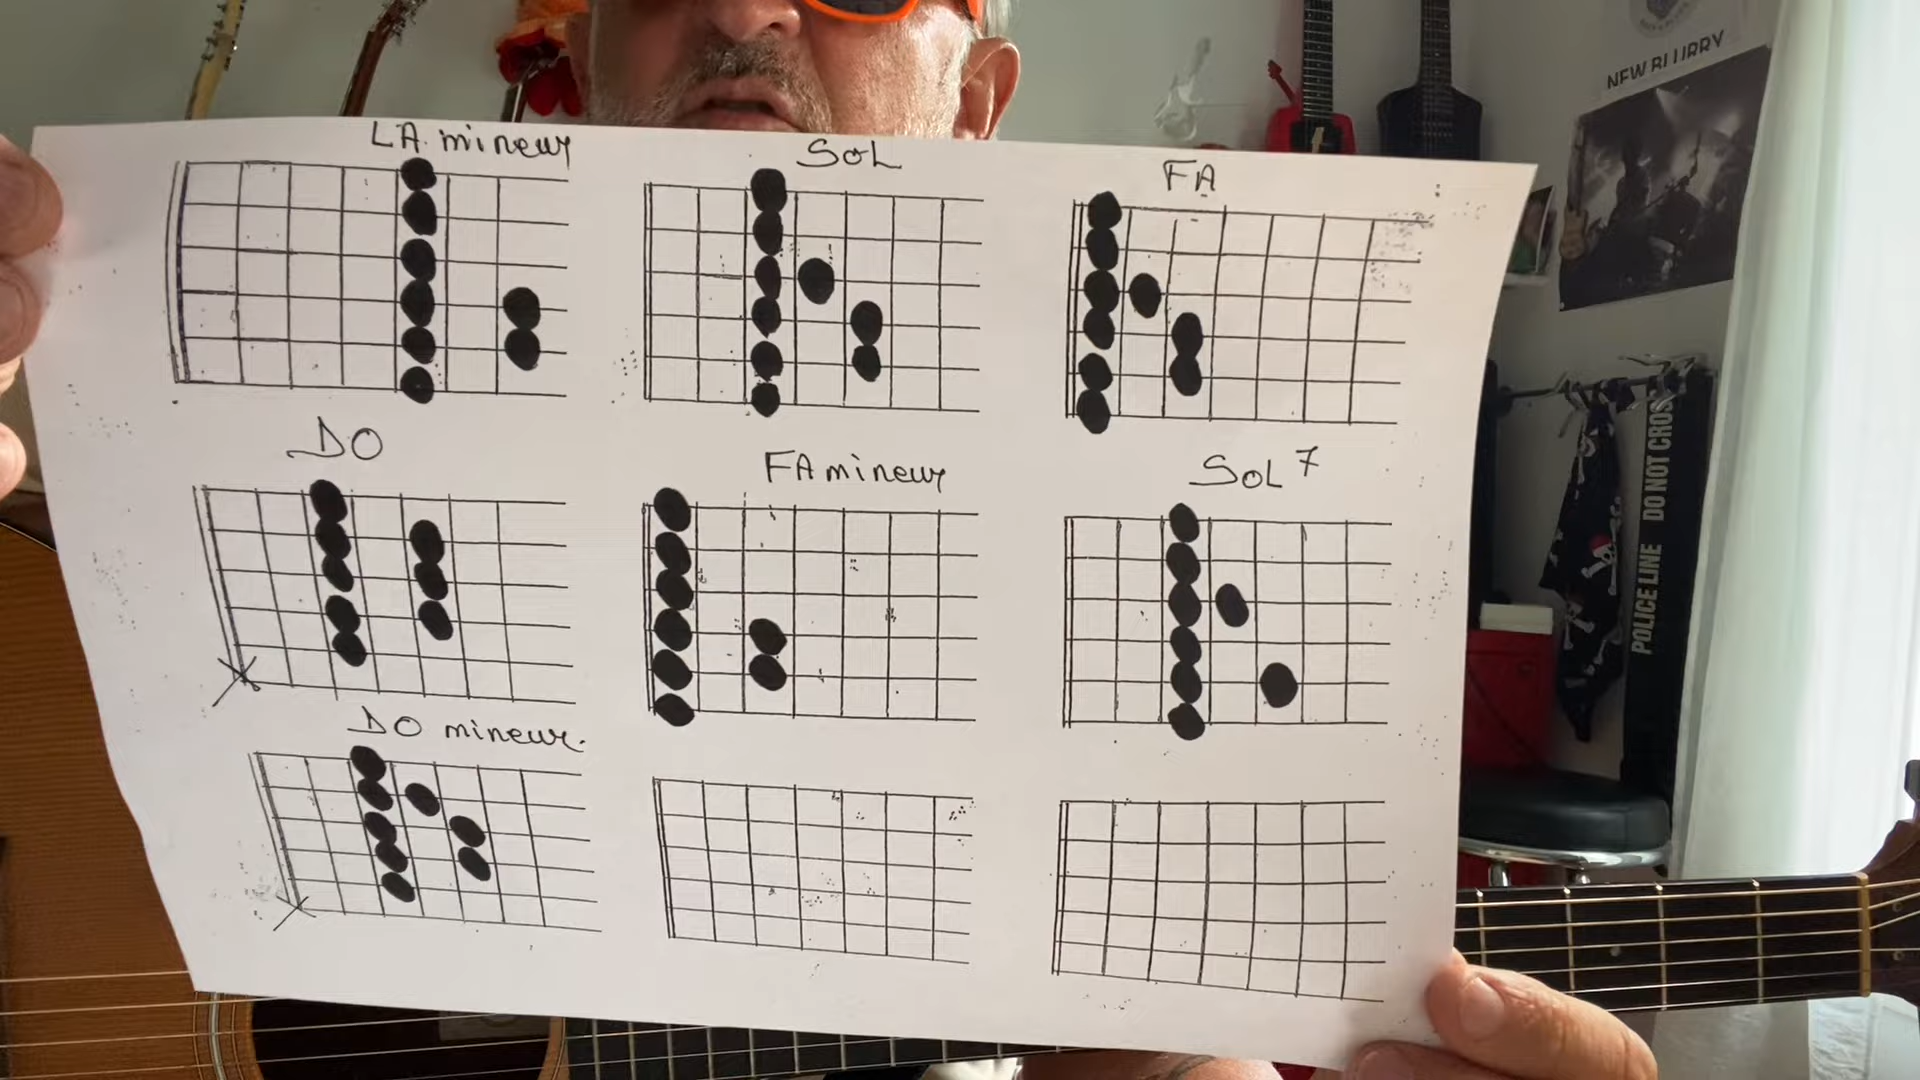 LA mineur
SOL
FA
DO
FA mineur
SOL 7
DO mineur.
NEW BLURRY
POLICE LINE DO NOT CROS